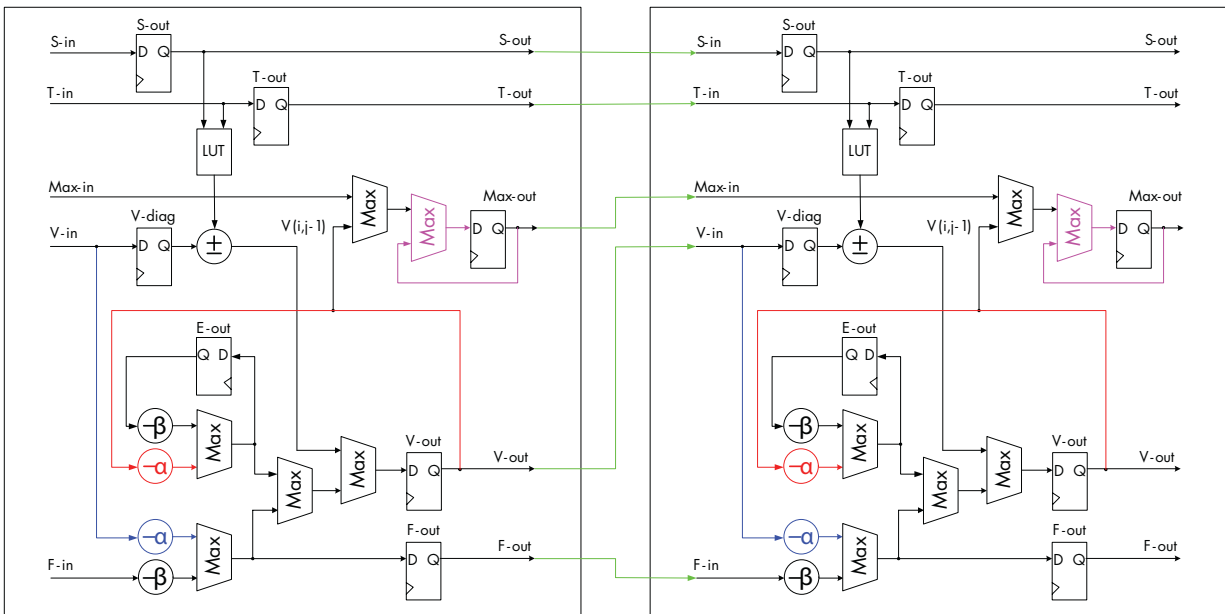 S-out S-out
S-in D Q S-in D Q S-out S-out
T-out T-out
T-in D Q T-out T-in D Q T-out
LUT LUT
Max-in Max Max Max-out Max-in Max Max Max-out
V-diag V(i,j-1) D Q V-diag V(i,j-1) D Q
V-in D Q ± V-in D Q ±
E-out E-out
Q D Q D
-β Max -β Max
-α Max Max V-out V-out -α Max Max V-out V-out
D Q D Q
-α Max F-out -α Max F-out
F-in -β D Q F-out F-in -β D Q F-out